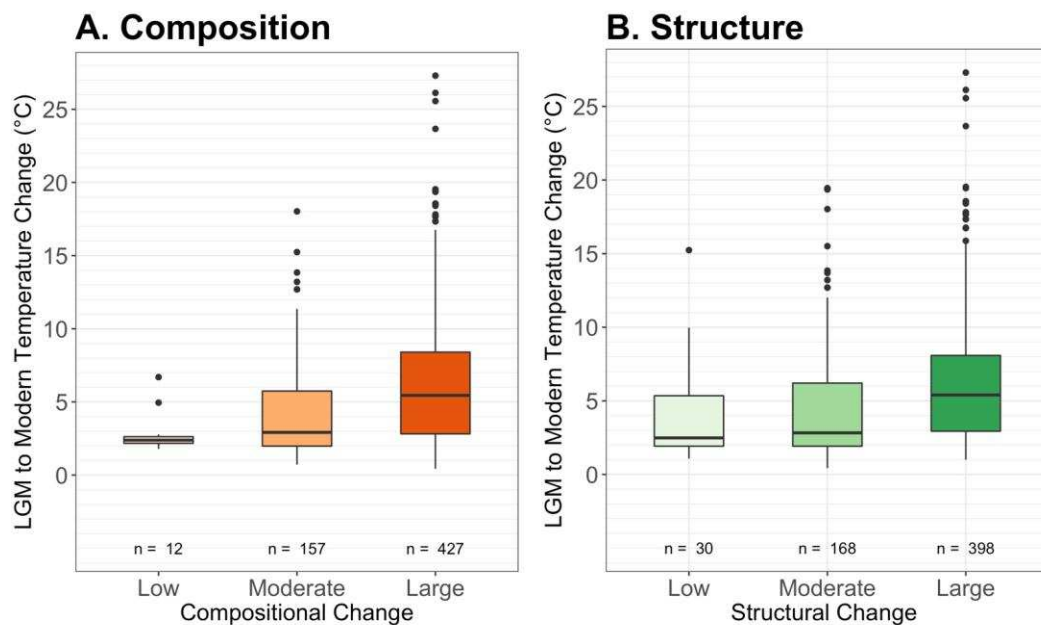 A. Composition
LGM to Modern Temperature Change (°C)
25
20
15
10
5
0
n = 12
n = 157
n = 427
Low
Moderate
Large
Compositional Change
B. Structure
LGM to Modern Temperature Change (°C)
25
20
15
10
5
0
n = 30
n = 168
n = 398
Low
Moderate
Large
Structural Change